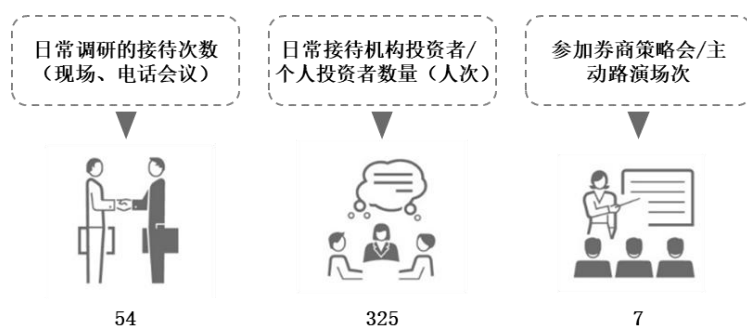 日常调研的接待次数
（现场、电话会议）
日常接待机构投资者/
个人投资者数量（人次）
参加券商策略会/主
动路演场次
54
325
7